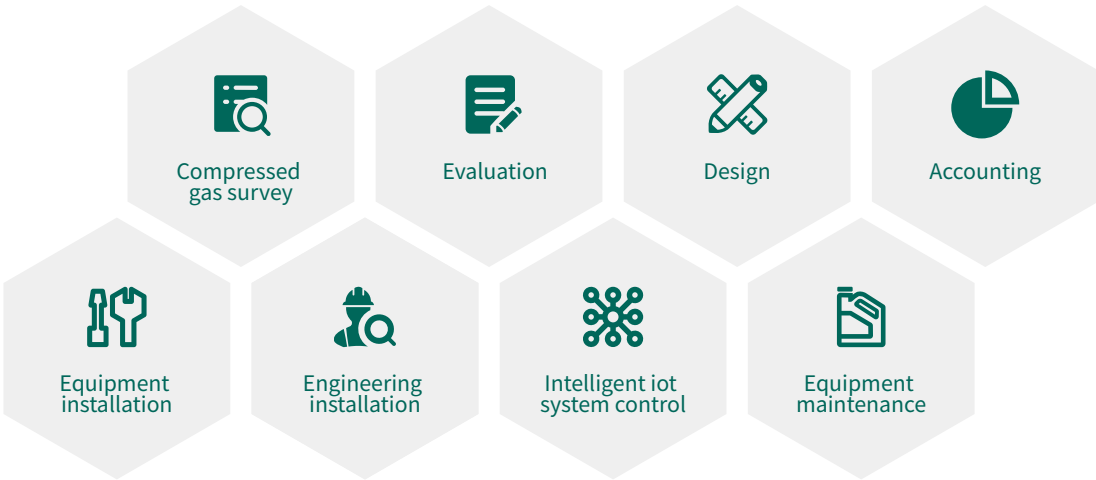 Compressed
gas survey
Evaluation
Design
Accounting
Equipment
installation
Engineering
installation
Intelligent iot
system control
Equipment
maintenance